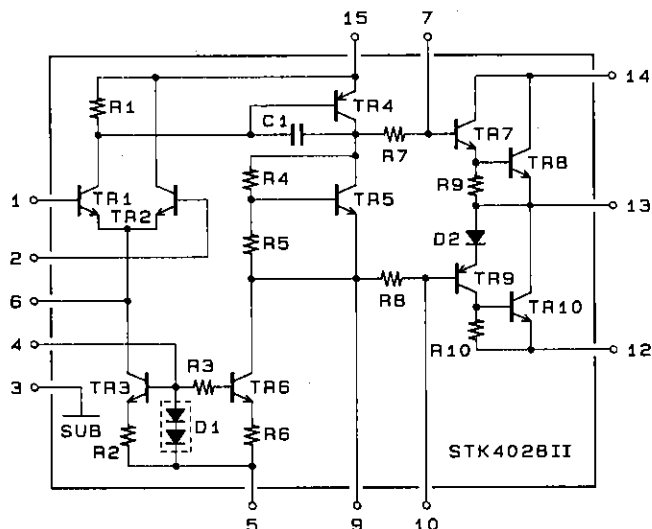 15 7
14
R1
TR4
C1
TR7
R7
TR8
R4
R9
1
TR1
TR5
13
TR2
R5
D2
2
6
R8
TR9
TR10
4
R3
R10
12
3
TR3
TR6
D1
SUB
R2
R6
STK4028II
5 9 10